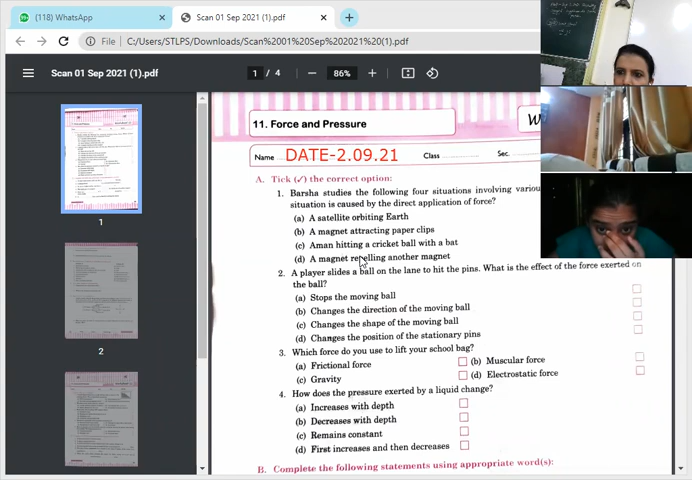 (118) WhatsApp
Scan 01 Sep 2021 (1).pdf
File
C:/Users/STLPS/Downloads/Scan%2001%20Sep%202021%20(1).pdf
Scan 01 Sep 2021 (1).pdf
1 / 4
86%
1
2
11. Force and Pressure
W
Name DATE-2.09.21 Class Sec.
A. Tick (✓) the correct option:
1. Barsha studies the following four situations involving
situation is caused by the direct application of force?
(a) A satellite orbiting Earth
(b) A magnet attracting paper clips
(c) Aman hitting a cricket ball with a bat
(d) A magnet repelling another magnet
2. A player slides a ball on the lane to hit the pins. What is the effect of the force exerted on
the ball?
(a) Stops the moving ball
(b) Changes the direction of the moving ball
(c) Changes the shape of the moving ball
(d) Changes the position of the stationary pins
3. Which force do you use to lift your school bag?
(a) Frictional force
(b) Muscular force
(c) Gravity
(d) Electrostatic force
4. How does the pressure exerted by a liquid change?
(a) Increases with depth
(b) Decreases with depth
(c) Remains constant
(d) First increases and then decreases
B. Complete the following statements using appropriate word(s):